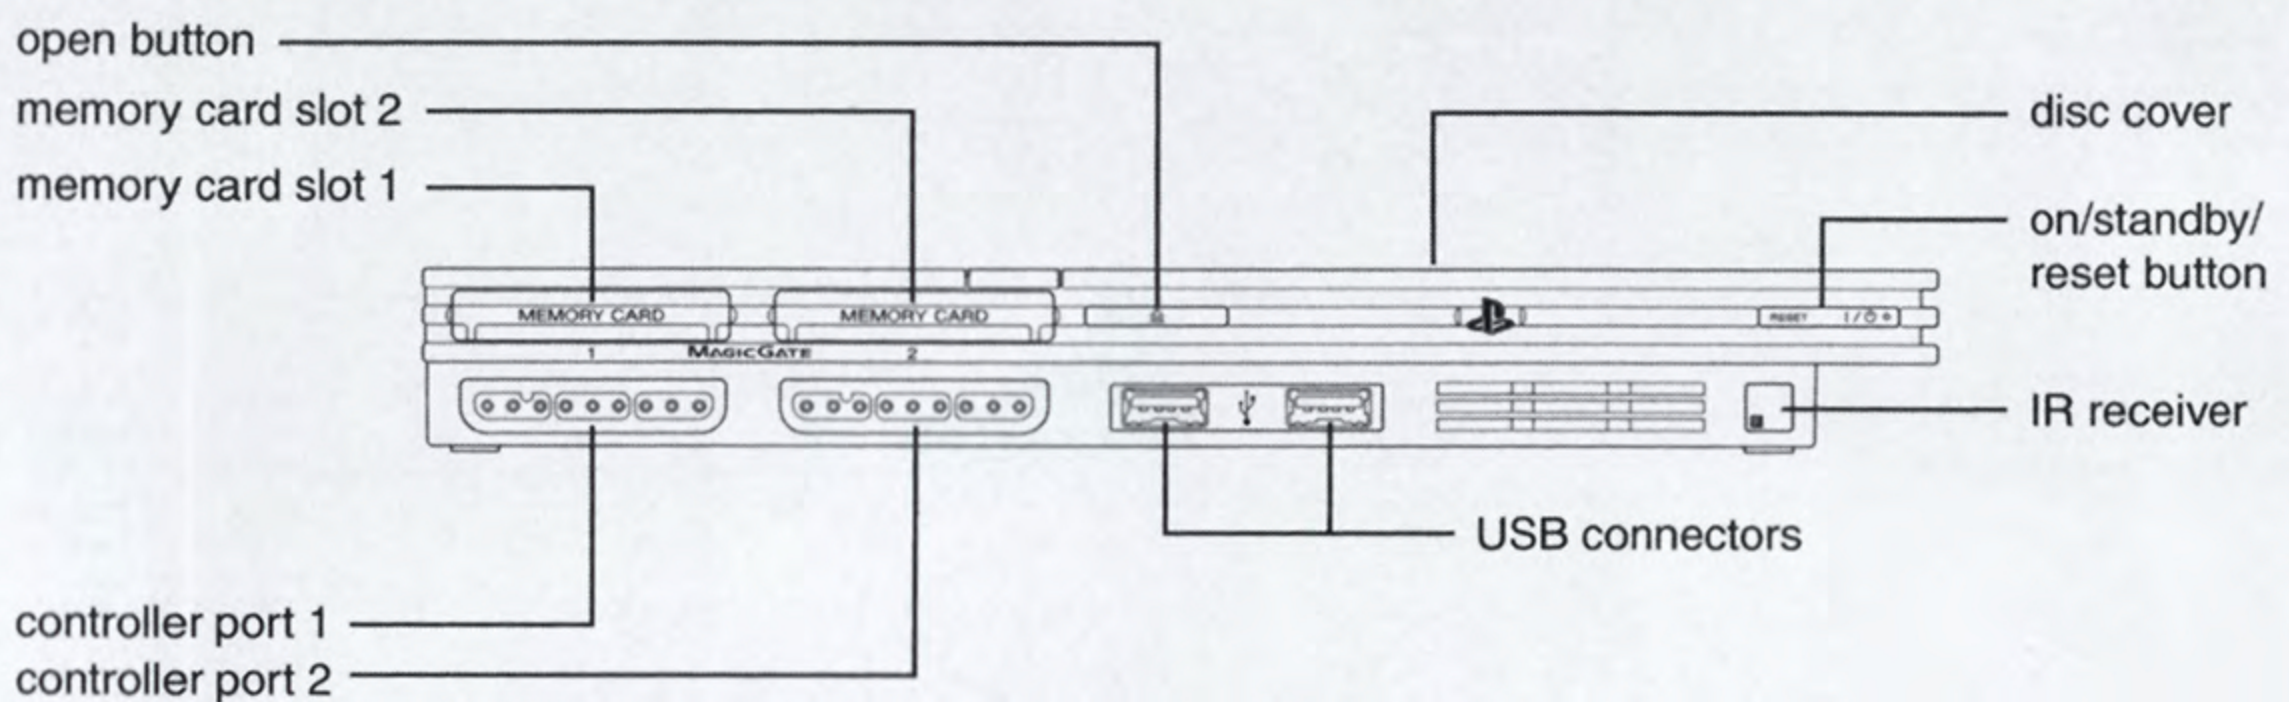 open button
memory card slot 2
memory card slot 1
disc cover
on/standby/
reset button
MEMORY CARD
MEMORY CARD
RESET
1
MAGICGATE
2
IR receiver
USB connectors
controller port 1
controller port 2